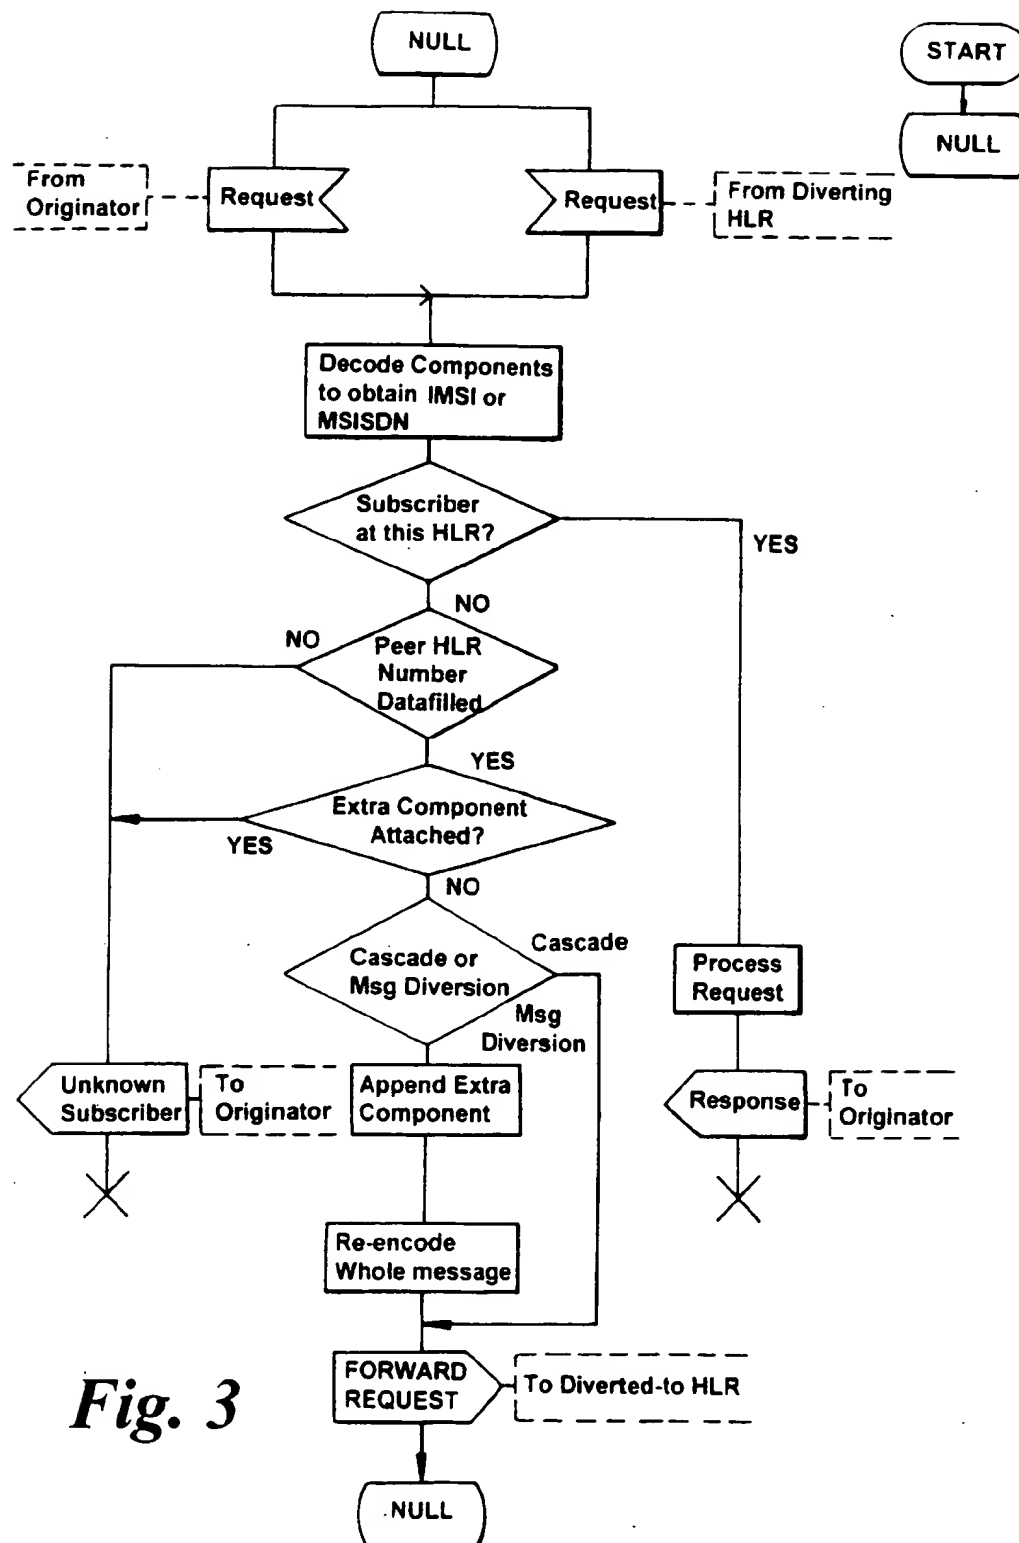 NULL
START
NULL
From
Originator
Request
Request
From Diverting
HLR
Decode Components
to obtain IMSI or
MSISDN
Subscriber
at this HLR?
YES
NO
NO
Peer HLR
Number
Datafilled
YES
Extra Component
Attached?
YES
NO
Cascade
Cascade or
Msg Diversion
Msg
Diversion
Process
Request
Unknown
Subscriber
To
Originator
Append Extra
Component
Response
To
Originator
Re-encode
Whole message
FORWARD
REQUEST
To Diverted-to HLR
Fig. 3
NULL